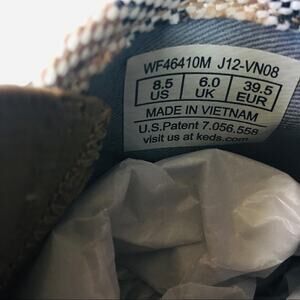 WF46410M J12-VN08
8.5 6.0 39.5
US UK EUR
MADE IN VIETNAM
U.S.Patent 7.056.558
visit us at keds.com